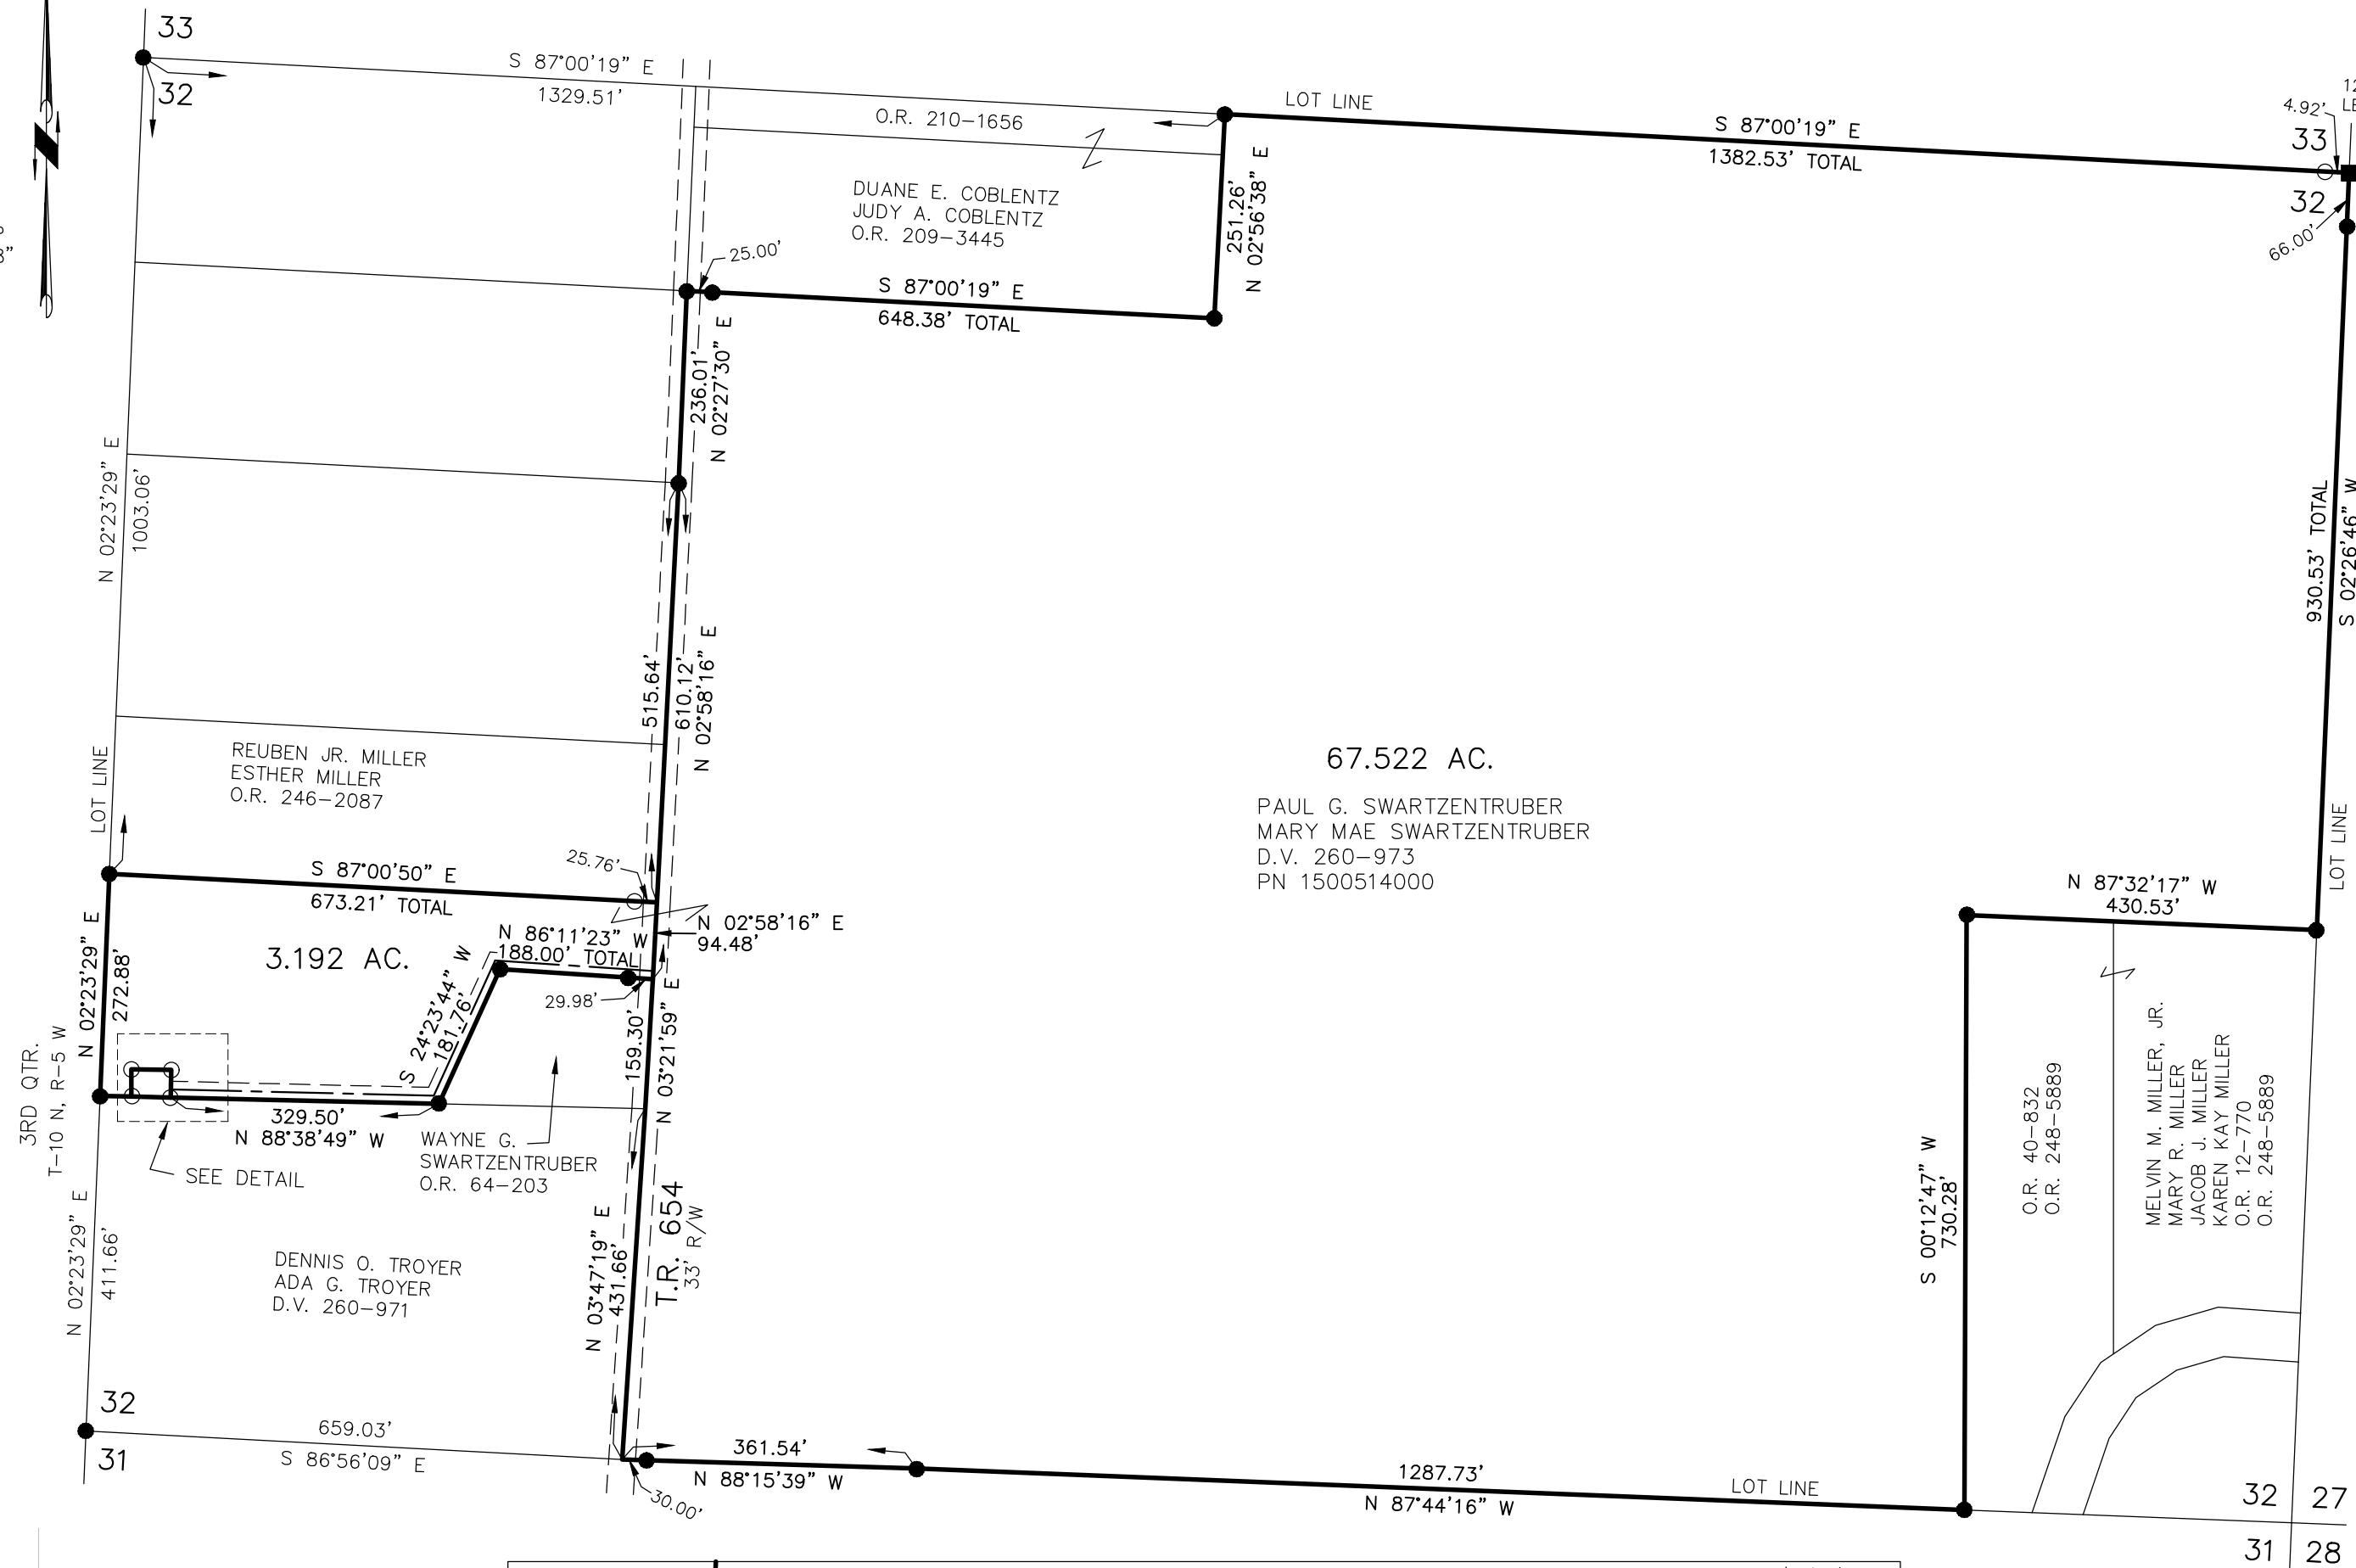 33
32
S 87°00'19" E
1329.51'
O.R. 210-1656
LOT LINE
S 87°00'19" E
1382.53' TOTAL
4.92'
33
32
66.00'
DUANE E. COBLENTZ
JUDY A. COBLENTZ
O.R. 209-3445
25.00'
251.26'
N 02°56'38" E
S 87°00'19" E
648.38' TOTAL
236.01'
N 02°27'30" E
N 02°23'29" E
1003.06'
930.53' TOTAL
S 02°26'46" W
515.64'
610.12'
N 02°58'16" E
LOT LINE
REUBEN JR. MILLER
ESTHER MILLER
O.R. 246-2087
67.522 AC.
PAUL G. SWARTZENTRUBER
MARY MAE SWARTZENTRUBER
D.V. 260-973
PN 1500514000
LOT LINE
25.76'
S 87°00'50" E
673.21' TOTAL
N 87°32'17" W
430.53'
N 02°58'16" E
94.48'
N 86°11'23" W
188.00' TOTAL
3.192 AC.
N 02°23'29" E
272.88'
S 24°23'44" W
181.76'
29.98'
159.30'
N 03°21'59" E
3RD QTR.
T-10 N, R-5 W
329.50'
N 88°38'49" W
SEE DETAIL
WAYNE G.
SWARTZENTRUBER
O.R. 64-203
O.R. 40-832
O.R. 248-5889
MELVIN M. MILLER, JR.
MARY R. MILLER
JACOB J. MILLER
KAREN KAY MILLER
O.R. 12-770
O.R. 248-5889
S 00°12'47" W
730.28'
N 02°23'29" E
411.66'
DENNIS O. TROYER
ADA G. TROYER
D.V. 260-971
N 03°47'19" E
431.66'
T.R. 654
33' R/W
32
31
659.03'
S 86°56'09" E
361.54'
N 88°15'39" W
30.00'
1287.73'
N 87°44'16" W
LOT LINE
32
27
31
28